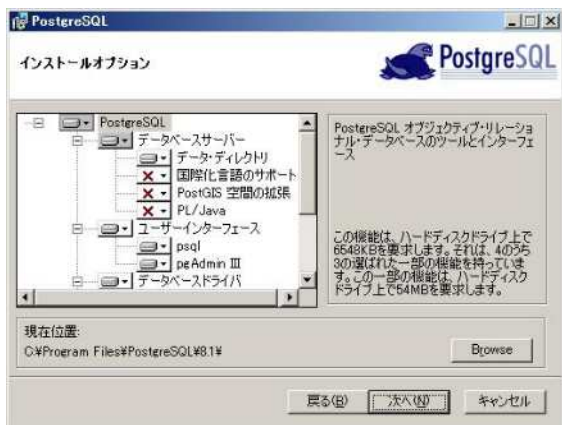 PostgreSQL
インストールオプション
PostgreSQL
PostgreSQL
データベースサーバー
データ・ディレクトリ
国際化言語のサポート
PostGIS 空間の拡張
PL/Java
ユーザーインターフェース
psql
pgAdmin III
データベースドライバ
PostgreSQL オブジェクティブ・リレーショ
ナル・データベースのツールとインターフェ
ース
この機能は、ハードディスクドライブ上で
6548KBを要求します。それは、4のうち
3の選ばれた一部の機能を持っていま
す。この一部の機能は、ハードディスク
ドライブ上で54MBを要求します。
現在位置:
C:¥Program Files¥PostgreSQL¥8.1¥
Browse
戻る(B)
次へ(N)
キャンセル